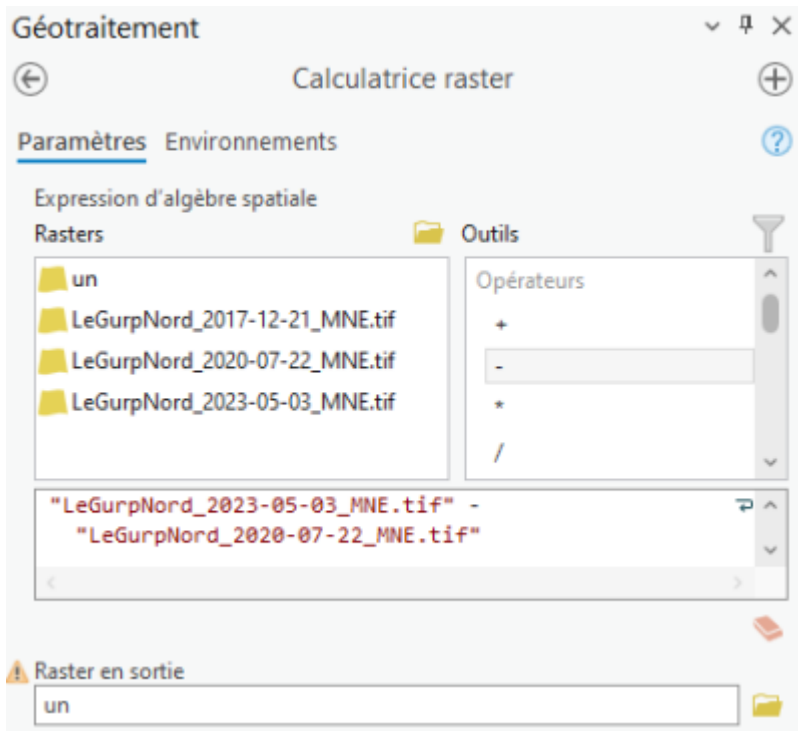 Géotraitement
Calculatrice raster
Paramètres Environnements
Expression d'algèbre spatiale
Rasters
Outils
un
LeGurpNord_2017-12-21_MNE.tif
LeGurpNord_2020-07-22_MNE.tif
LeGurpNord_2023-05-03_MNE.tif
Opérateurs
+
-
*
/
"LeGurpNord_2023-05-03_MNE.tif" -
"LeGurpNord_2020-07-22_MNE.tif"
Raster en sortie
un